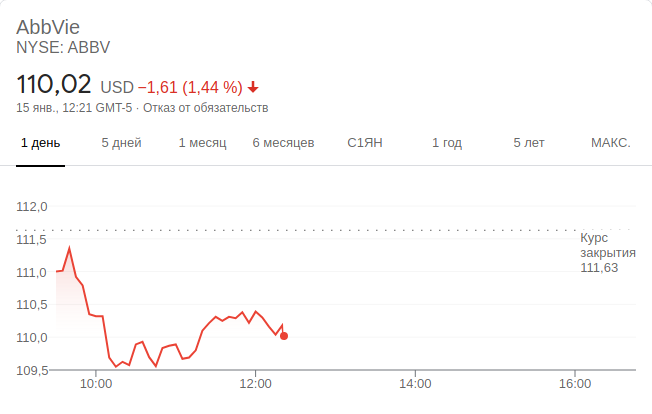 AbbVie
NYSE: ABBV
110,02 USD −1,61 (1,44 %)
15 янв., 12:21 GMT-5 · Отказ от обязательств
1 день 5 дней 1 месяц 6 месяцев С1ЯН 1 год 5 лет МАКС.
112,0
111,5
Курс
закрытия
111,63
111,0
110,5
110,0
109,5
10:00 12:00 14:00 16:00